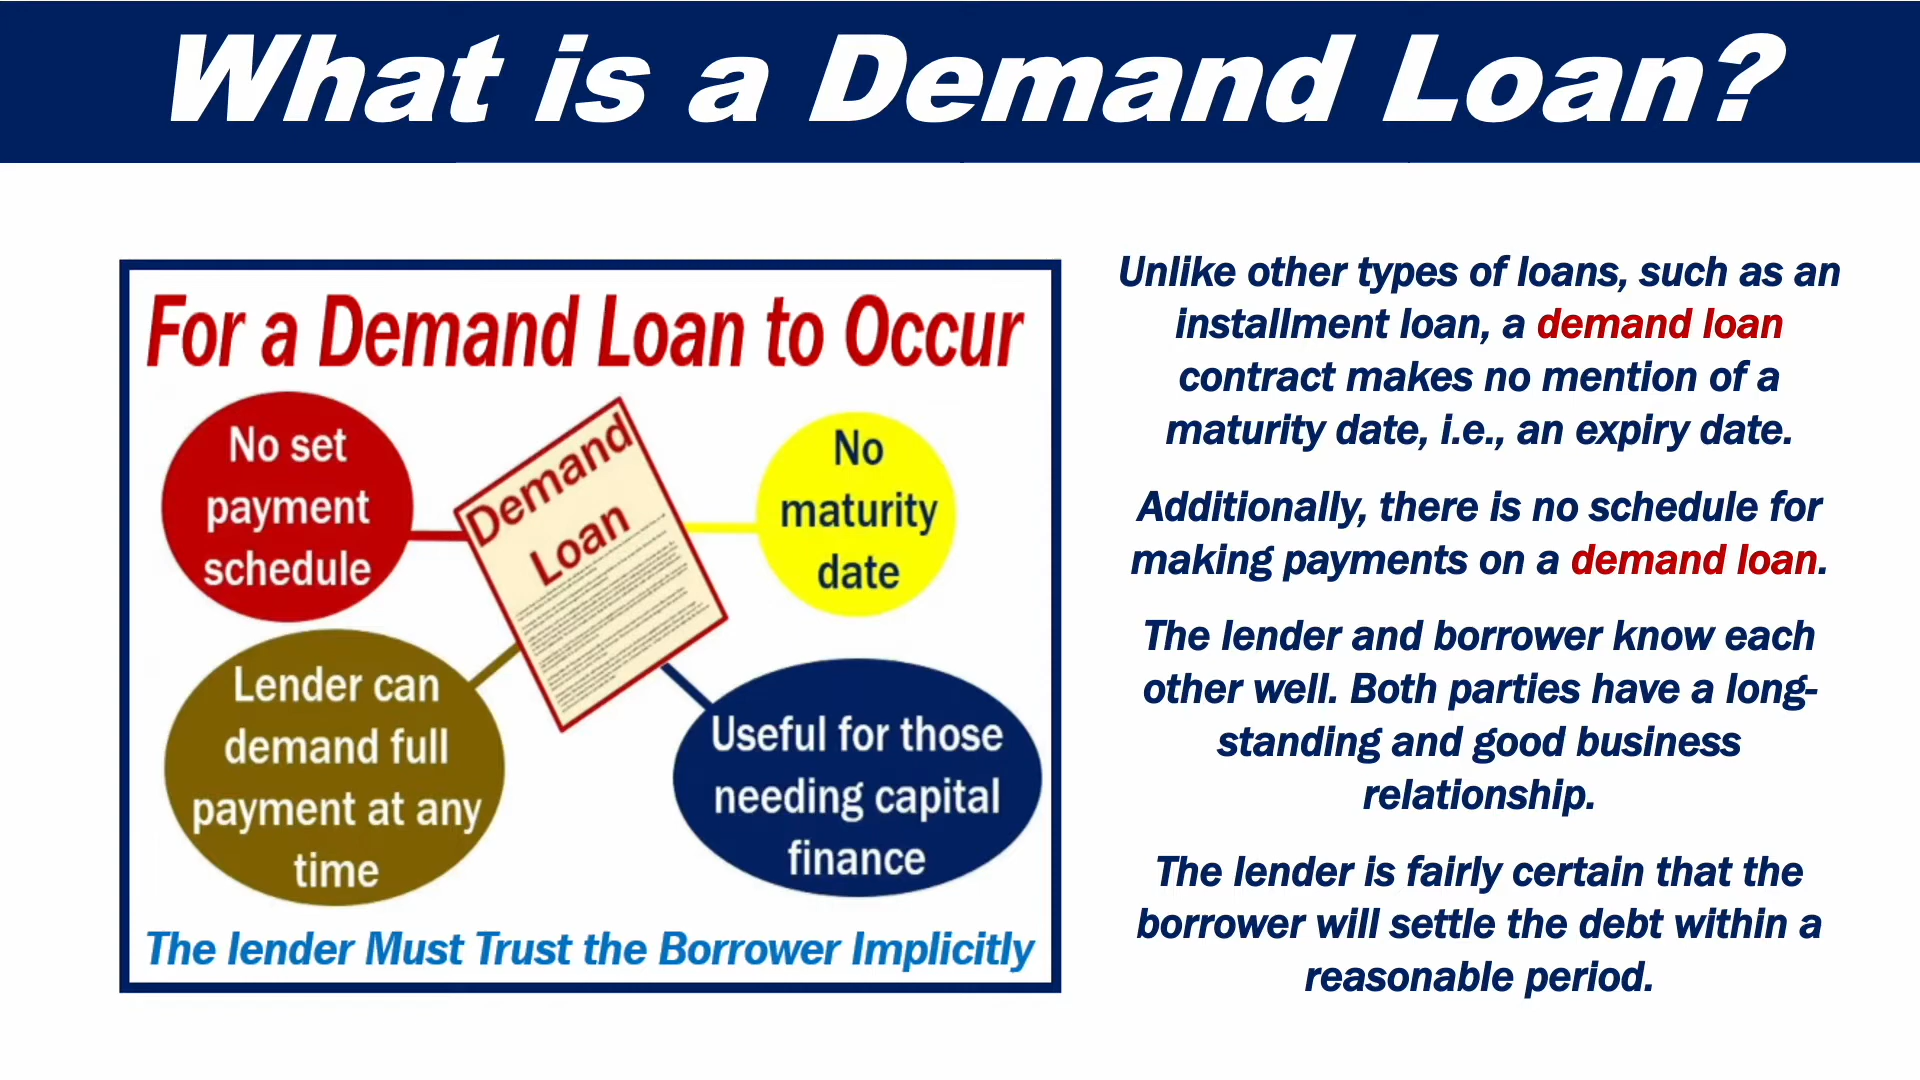 What is a Demand Loan?
For a Demand Loan to Occur
No set
payment
schedule
Demand
Loan
No
maturity
date
Lender can
demand full
payment at any
time
Useful for those
needing capital
finance
The lender Must Trust the Borrower Implicitly
Unlike other types of loans, such as an
installment loan, a demand loan
contract makes no mention of a
maturity date, i.e., an expiry date.
Additionally, there is no schedule for
making payments on a demand loan.
The lender and borrower know each
other well. Both parties have a long-
standing and good business
relationship.
The lender is fairly certain that the
borrower will settle the debt within a
reasonable period.